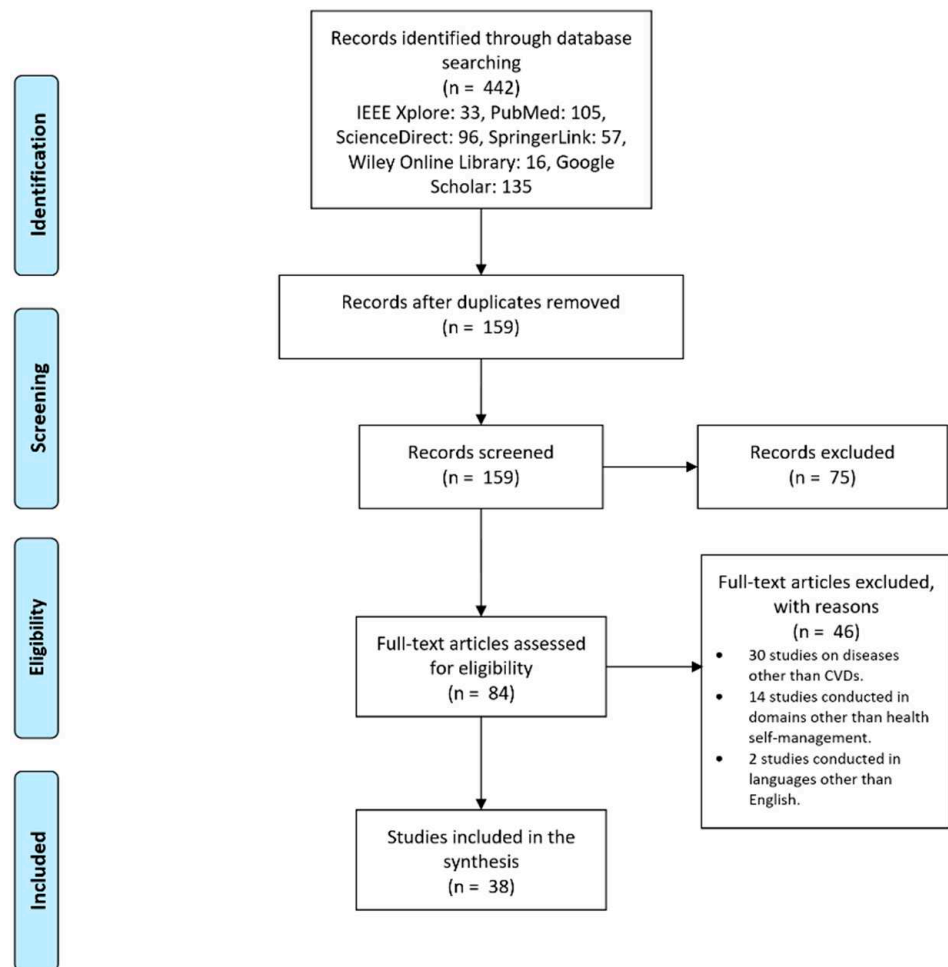 Identification
Records identified through database
searching
(n = 442)
IEEE Xplore: 33, PubMed: 105,
ScienceDirect: 96, SpringerLink: 57,
Wiley Online Library: 16, Google
Scholar: 135
Screening
Records after duplicates removed
(n = 159)
Records screened
(n = 159)
Records excluded
(n = 75)
Eligibility
Full-text articles assessed
for eligibility
(n = 84)
Full-text articles excluded,
with reasons
(n = 46)
• 30 studies on diseases
other than CVDs.
• 14 studies conducted in
domains other than health
self-management.
• 2 studies conducted in
languages other than
English.
Included
Studies included in the
synthesis
(n = 38)